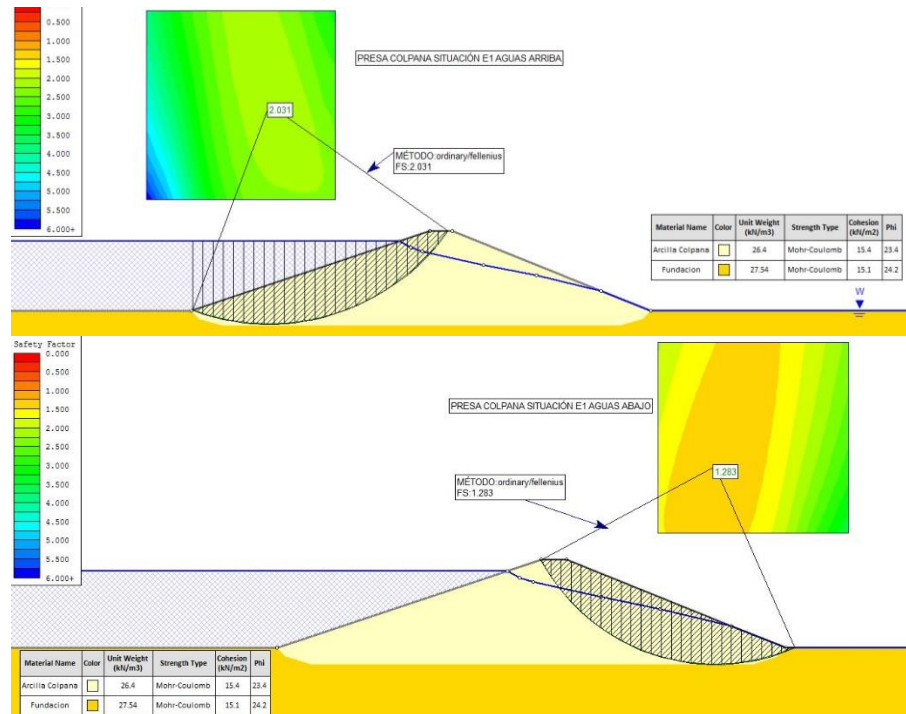 0.500
1.000
1.500
2.000
2.500
3.000
3.500
4.000
4.500
5.000
5.500
6.000+
PRESA COLPANA SITUACIÓN E1 AGUAS ARRIBA
2.031
MÉTODO:ordinary/fellenius
FS:2.031
Material Name Color Unit Weight (kN/m3) Strength Type Cohesion (kN/m2) Phi
Arcilla Colpana 26.4 Mohr-Coulomb 15.4 23.4
Fundacion 27.54 Mohr-Coulomb 15.1 24.2
W
Safety Factor
0.000
0.500
1.000
1.500
2.000
2.500
3.000
3.500
4.000
4.500
5.000
5.500
6.000+
PRESA COLPANA SITUACIÓN E1 AGUAS ABAJO
1.283
MÉTODO:ordinary/fellenius
FS:1.283
Material Name Color Unit Weight (kN/m3) Strength Type Cohesion (kN/m2) Phi
Arcilla Colpana 26.4 Mohr-Coulomb 15.4 23.4
Fundacion 27.54 Mohr-Coulomb 15.1 24.2